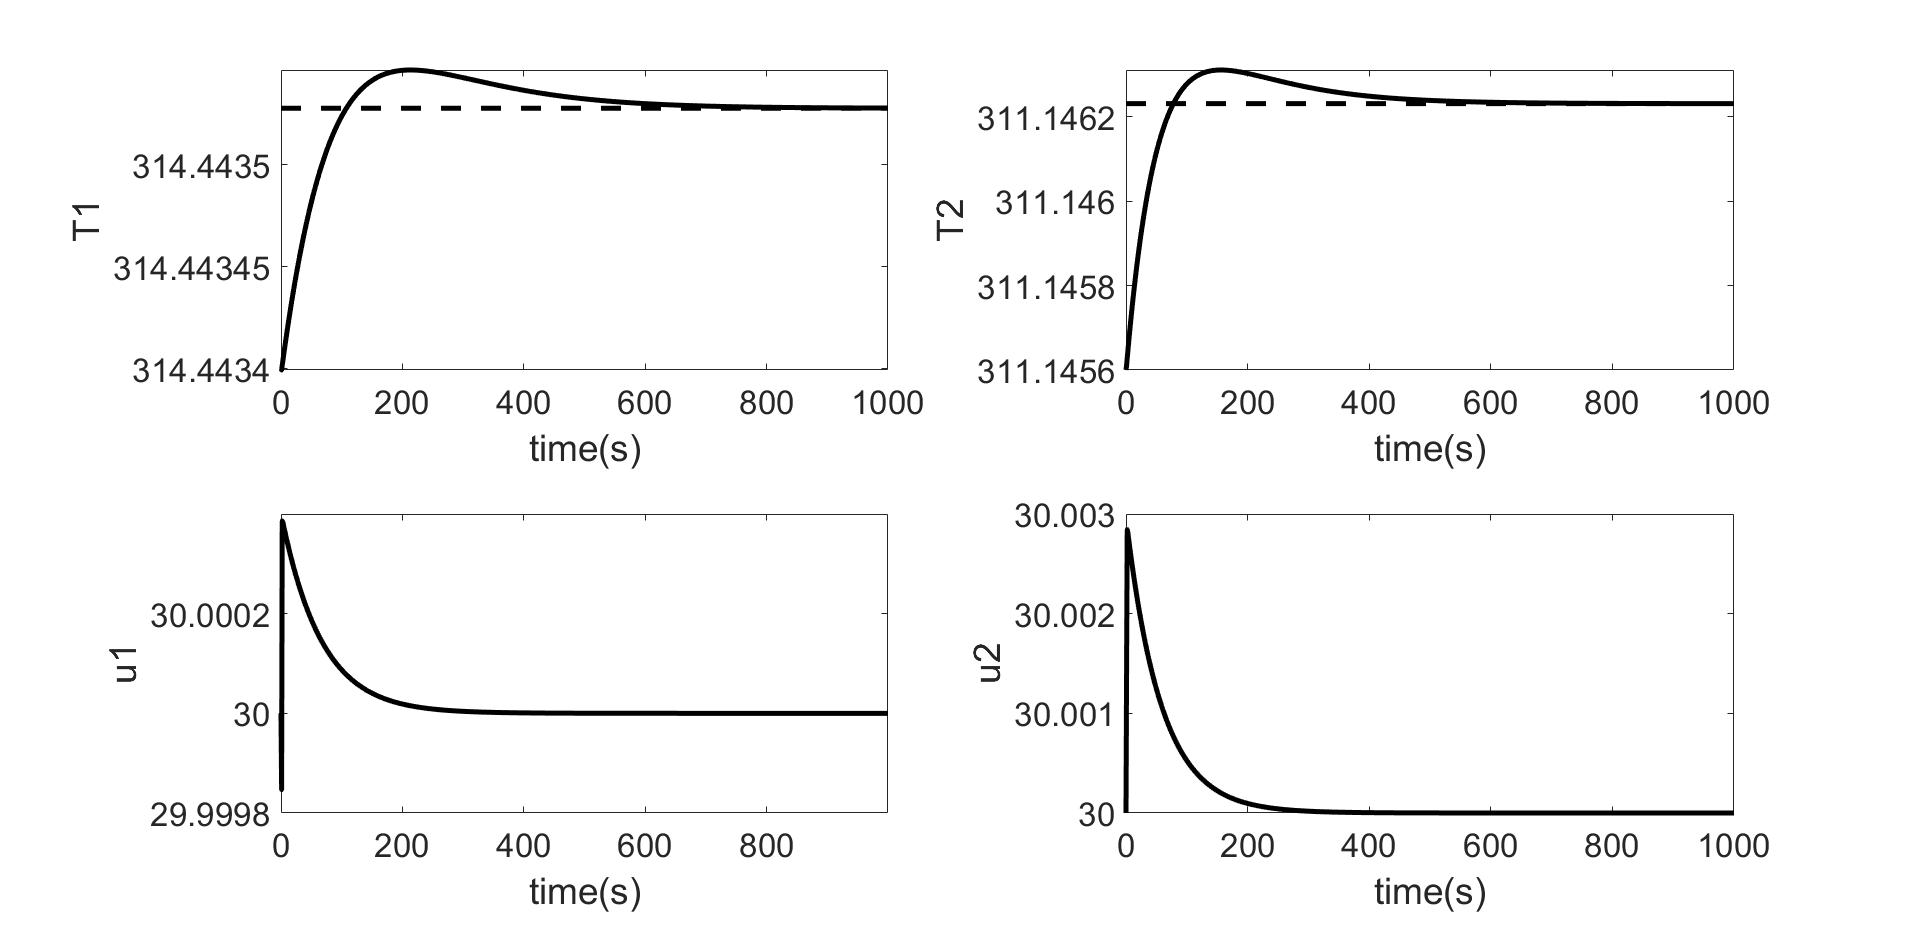 T1
314.4435
314.44345
314.4434
0 200 400 600 800 1000
time(s)
T2
311.1462
311.146
311.1458
311.1456
0 200 400 600 800 1000
time(s)
u1
30.0002
30
29.9998
0 200 400 600 800
time(s)
u2
30.003
30.002
30.001
30
0 200 400 600 800 1000
time(s)